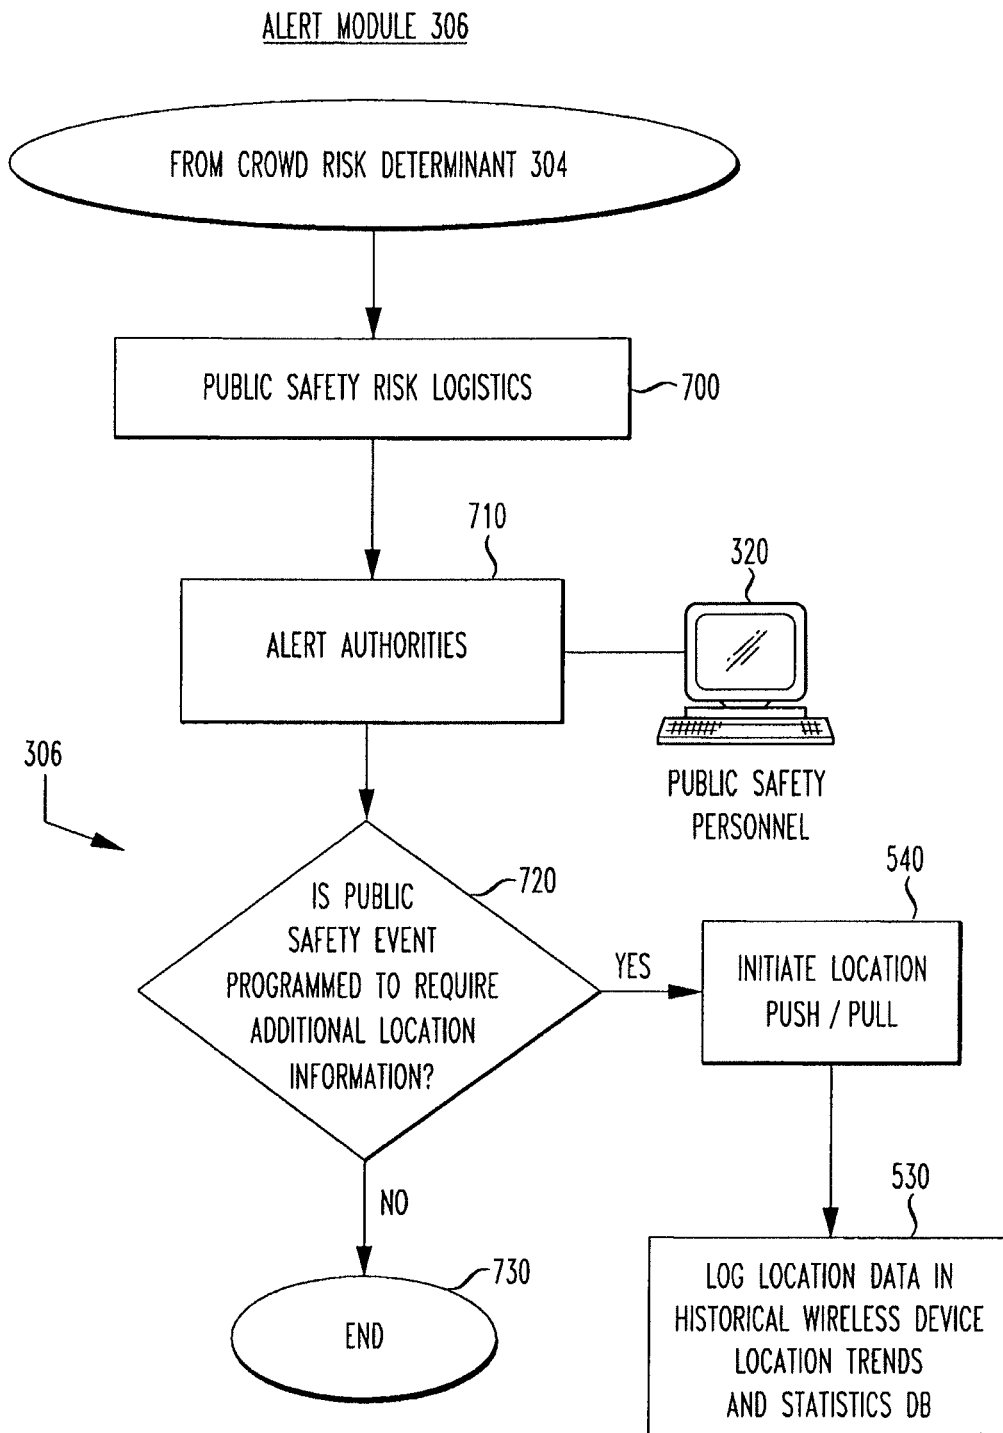 ALERT MODULE 306
FROM CROWD RISK DETERMINANT 304
PUBLIC SAFETY RISK LOGISTICS
700
710
ALERT AUTHORITIES
320
PUBLIC SAFETY
PERSONNEL
306
IS PUBLIC
SAFETY EVENT
PROGRAMMED TO REQUIRE
ADDITIONAL LOCATION
INFORMATION?
720
YES
540
INITIATE LOCATION
PUSH / PULL
NO
530
LOG LOCATION DATA IN
HISTORICAL WIRELESS DEVICE
LOCATION TRENDS
AND STATISTICS DB
730
END